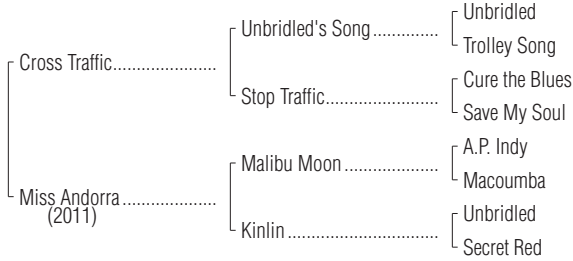 Unbridled
Unbridled's Song..............
Trolley Song
Cross Traffic......................
Cure the Blues
Stop Traffic........................
Save My Soul
A.P. Indy
Malibu Moon....................
Macoumba
Miss Andorra....................
(2011)
Unbridled
Kinlin................................
Secret Red